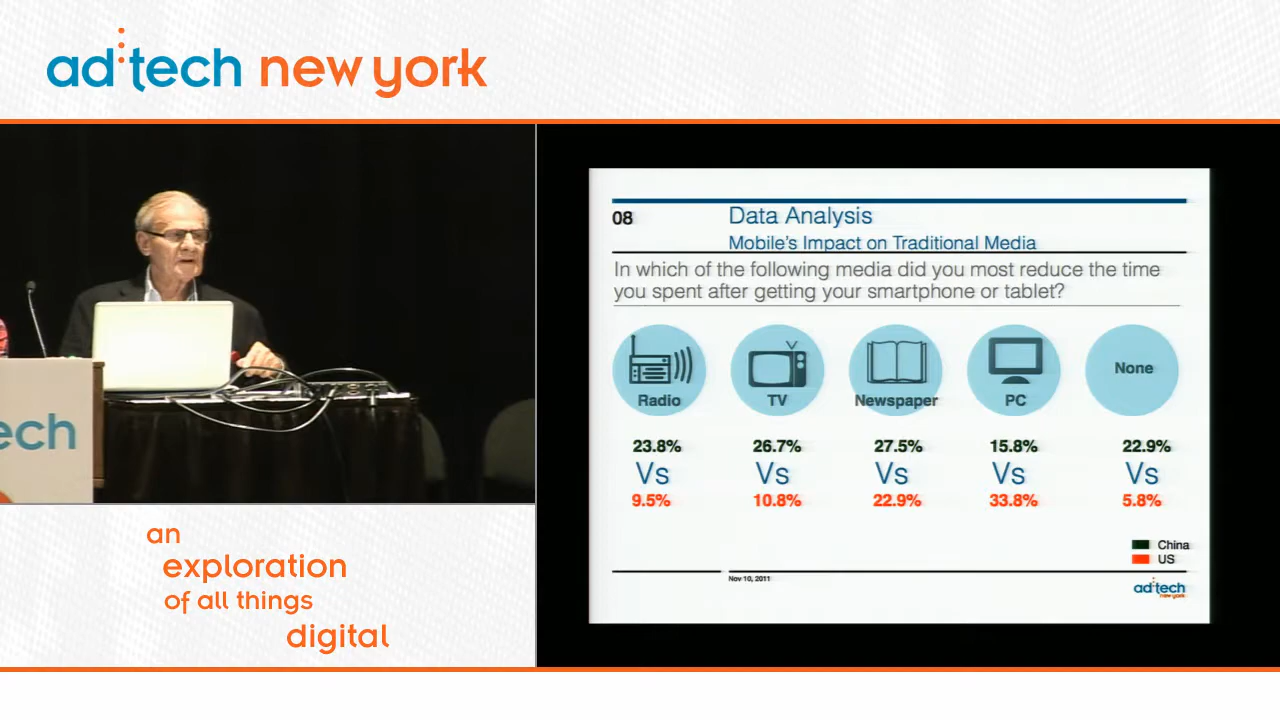 ad:tech new york
ech
an
exploration
of all things
digital
08
Data Analysis
Mobile's Impact on Traditional Media
In which of the following media did you most reduce the time
you spent after getting your smartphone or tablet?
Radio TV Newspaper PC None
23.8% 26.7% 27.5% 15.8% 22.9%
Vs Vs Vs Vs Vs
9.5% 10.8% 22.9% 33.8% 5.8%
China
US
Nov 10, 2011
ad:tech
new york